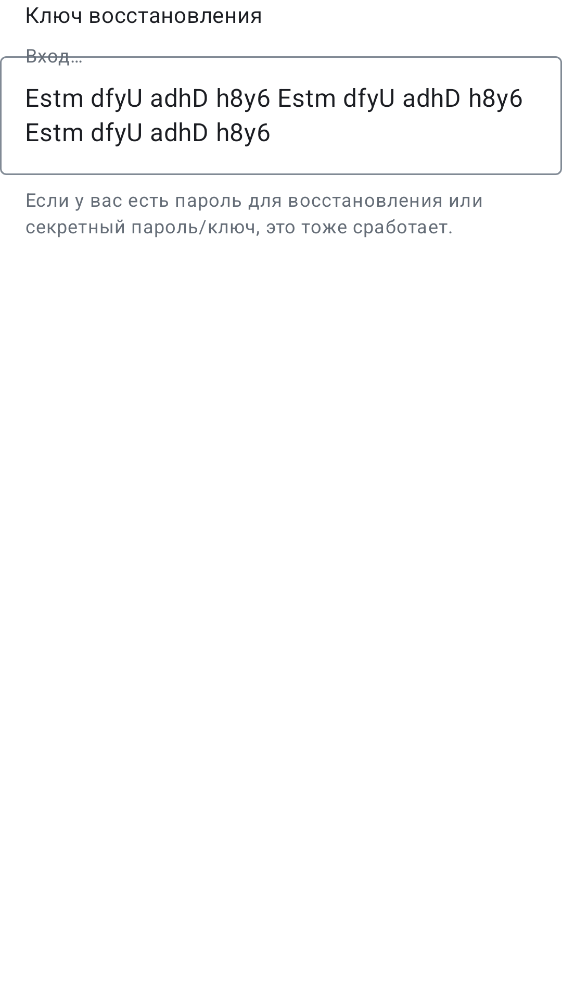 Ключ восстановления
Вход…
Estm dfyU adhD h8y6 Estm dfyU adhD h8y6
Estm dfyU adhD h8y6
Если у вас есть пароль для восстановления или
секретный пароль/ключ, это тоже сработает.